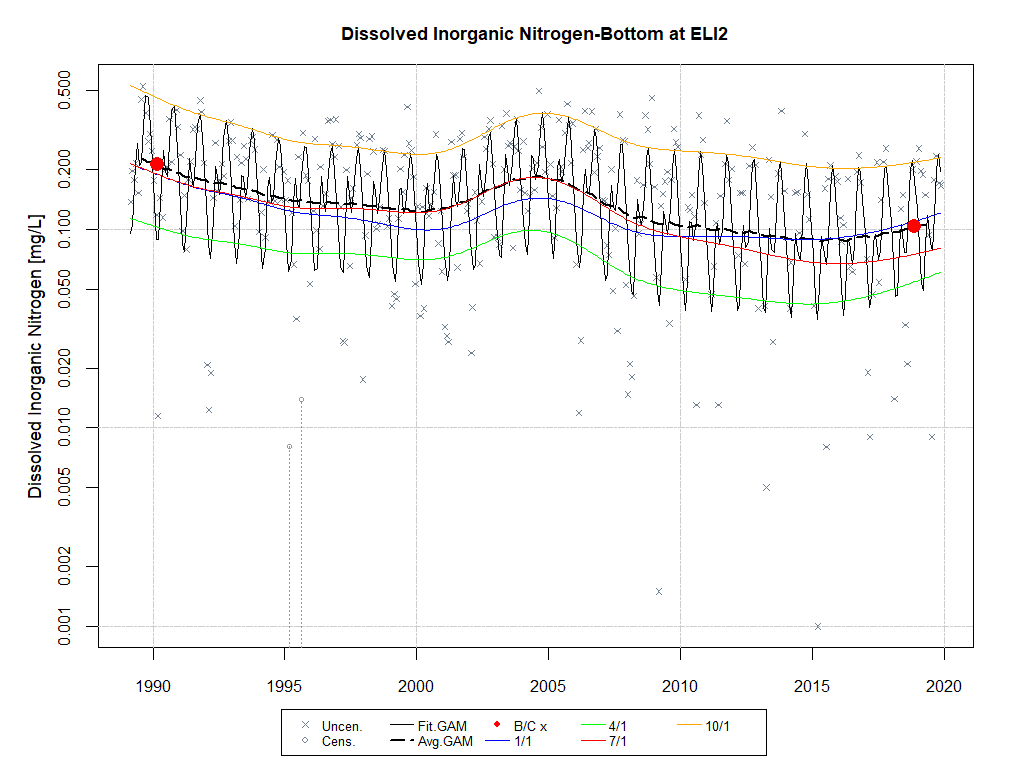 Dissolved Inorganic Nitrogen-Bottom at ELI2
Dissolved Inorganic Nitrogen [mg/L]
0.500
0.200
0.100
0.050
0.020
0.010
0.005
0.002
0.001
1990 1995 2000 2005 2010 2015 2020
Uncen. Fit.GAM B/C x 4/1 10/1
Cens. Avg.GAM 1/1 7/1